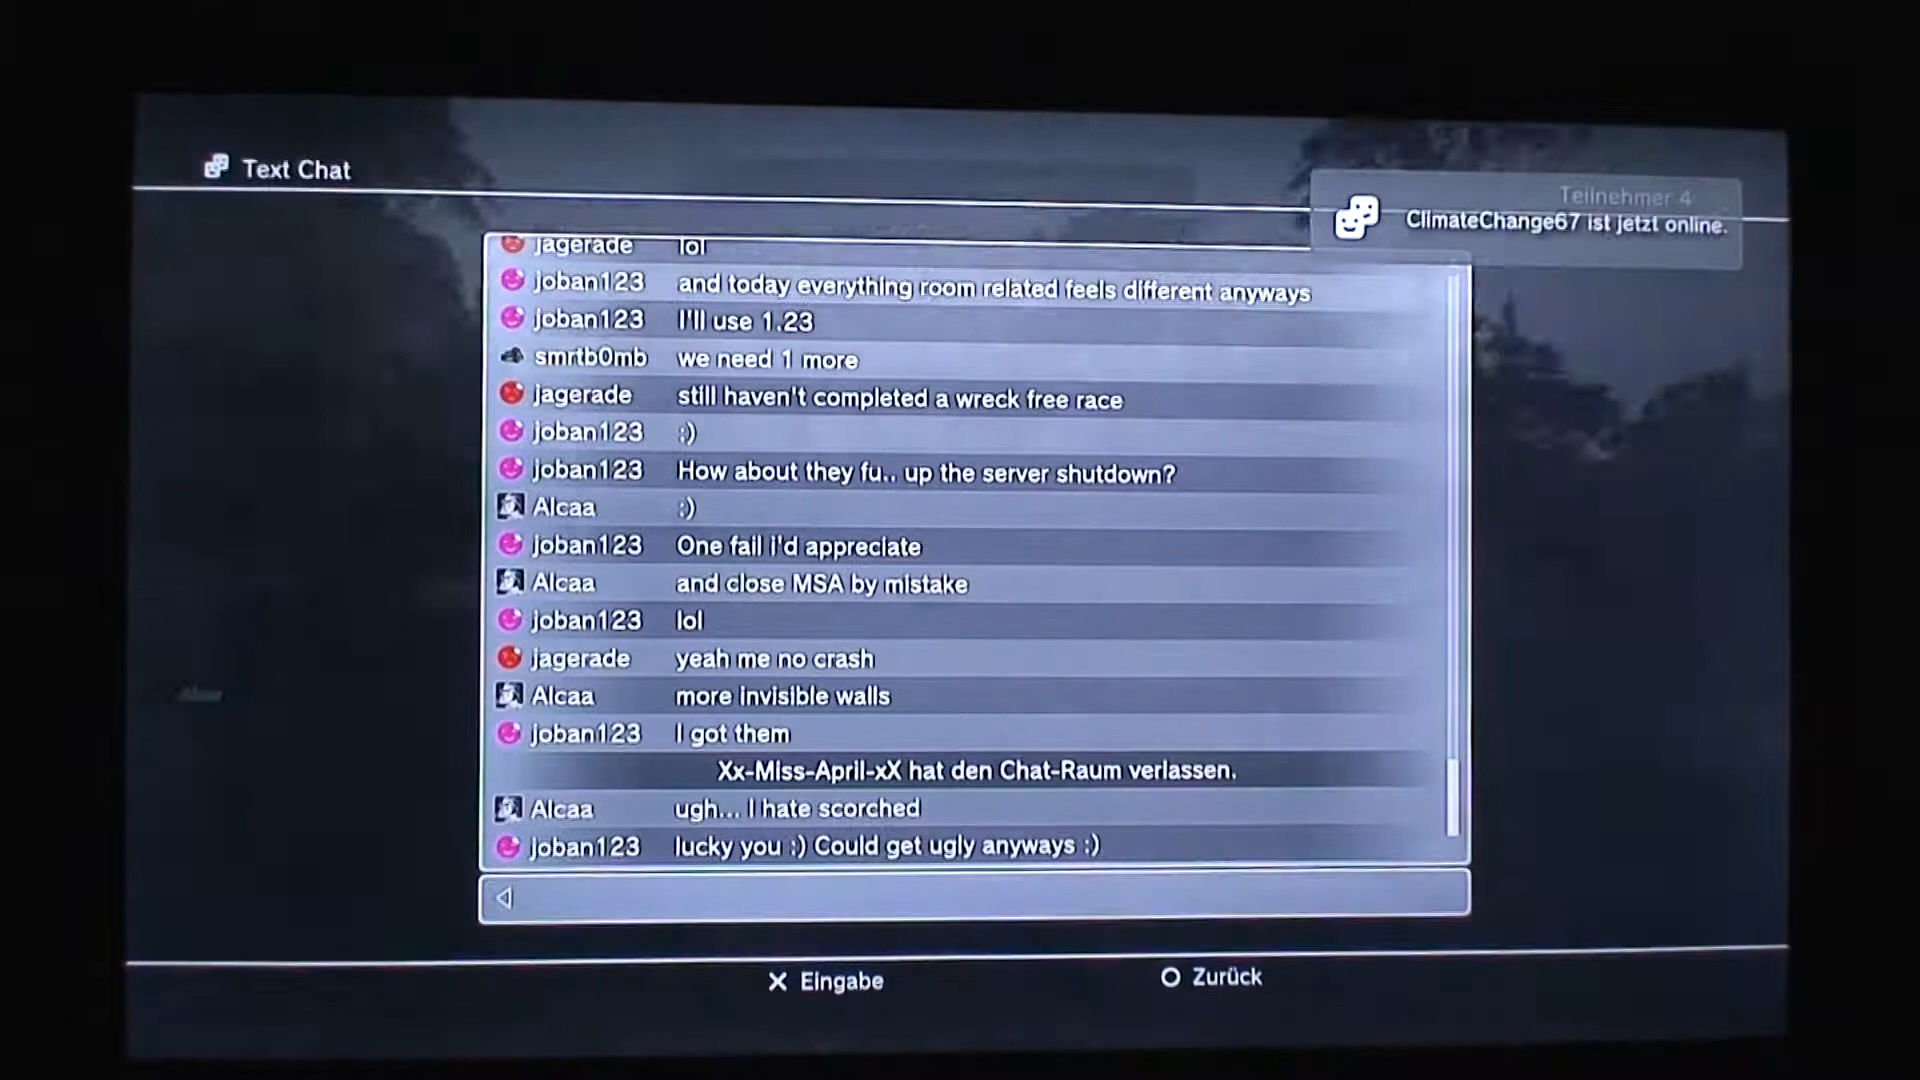 Text Chat
Teilnehmer 4
ClimateChange67 ist jetzt online.
jagerade lol
joban123 and today everything room related feels different anyways
joban123 I'll use 1.23
smrtb0mb we need 1 more
jagerade still haven't completed a wreck free race
joban123 :)
joban123 How about they fu.. up the server shutdown?
Alcaa :)
joban123 One fail i'd appreciate
Alcaa and close MSA by mistake
joban123 lol
jagerade yeah me no crash
Alcaa more invisible walls
joban123 I got them
Xx-Miss-April-xX hat den Chat-Raum verlassen.
Alcaa ugh... I hate scorched
joban123 lucky you :) Could get ugly anyways :)
Eingabe
Zurück